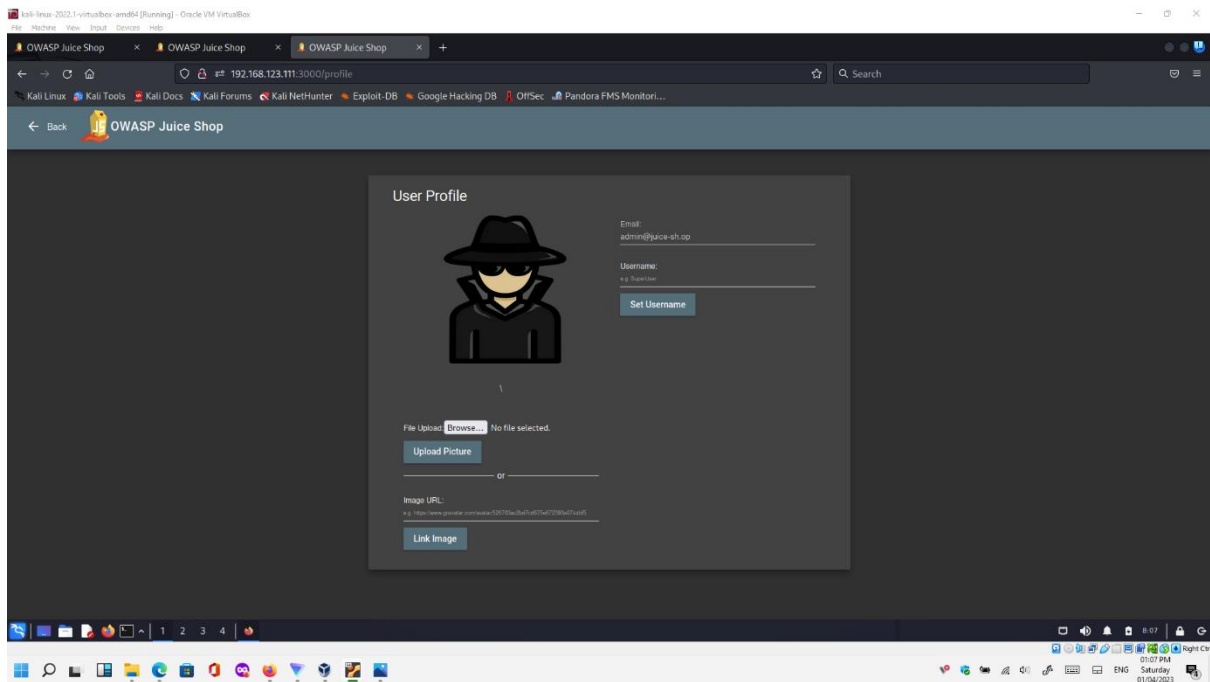 kali-linux-2022.1-virtualbox-amd64 [Running] - Oracle VM VirtualBox
File Machine View Input Devices Help
OWASP Juice Shop
OWASP Juice Shop
OWASP Juice Shop
192.168.123.111:3000/profile
Search
Kali Linux Kali Tools Kali Docs Kali Forums Kali NetHunter Exploit-DB Google Hacking DB OffSec Pandora FMS Monitori...
Back OWASP Juice Shop
User Profile
Email:
admin@juice-sh.op
Username:
e.g. SuperUser
Set Username
\
File Upload: Browse... No file selected.
Upload Picture
or
Image URL:
Link Image
1 2 3 4
8:07
Right Ctr
ENG
01:07 PM
Saturday
01/04/2023